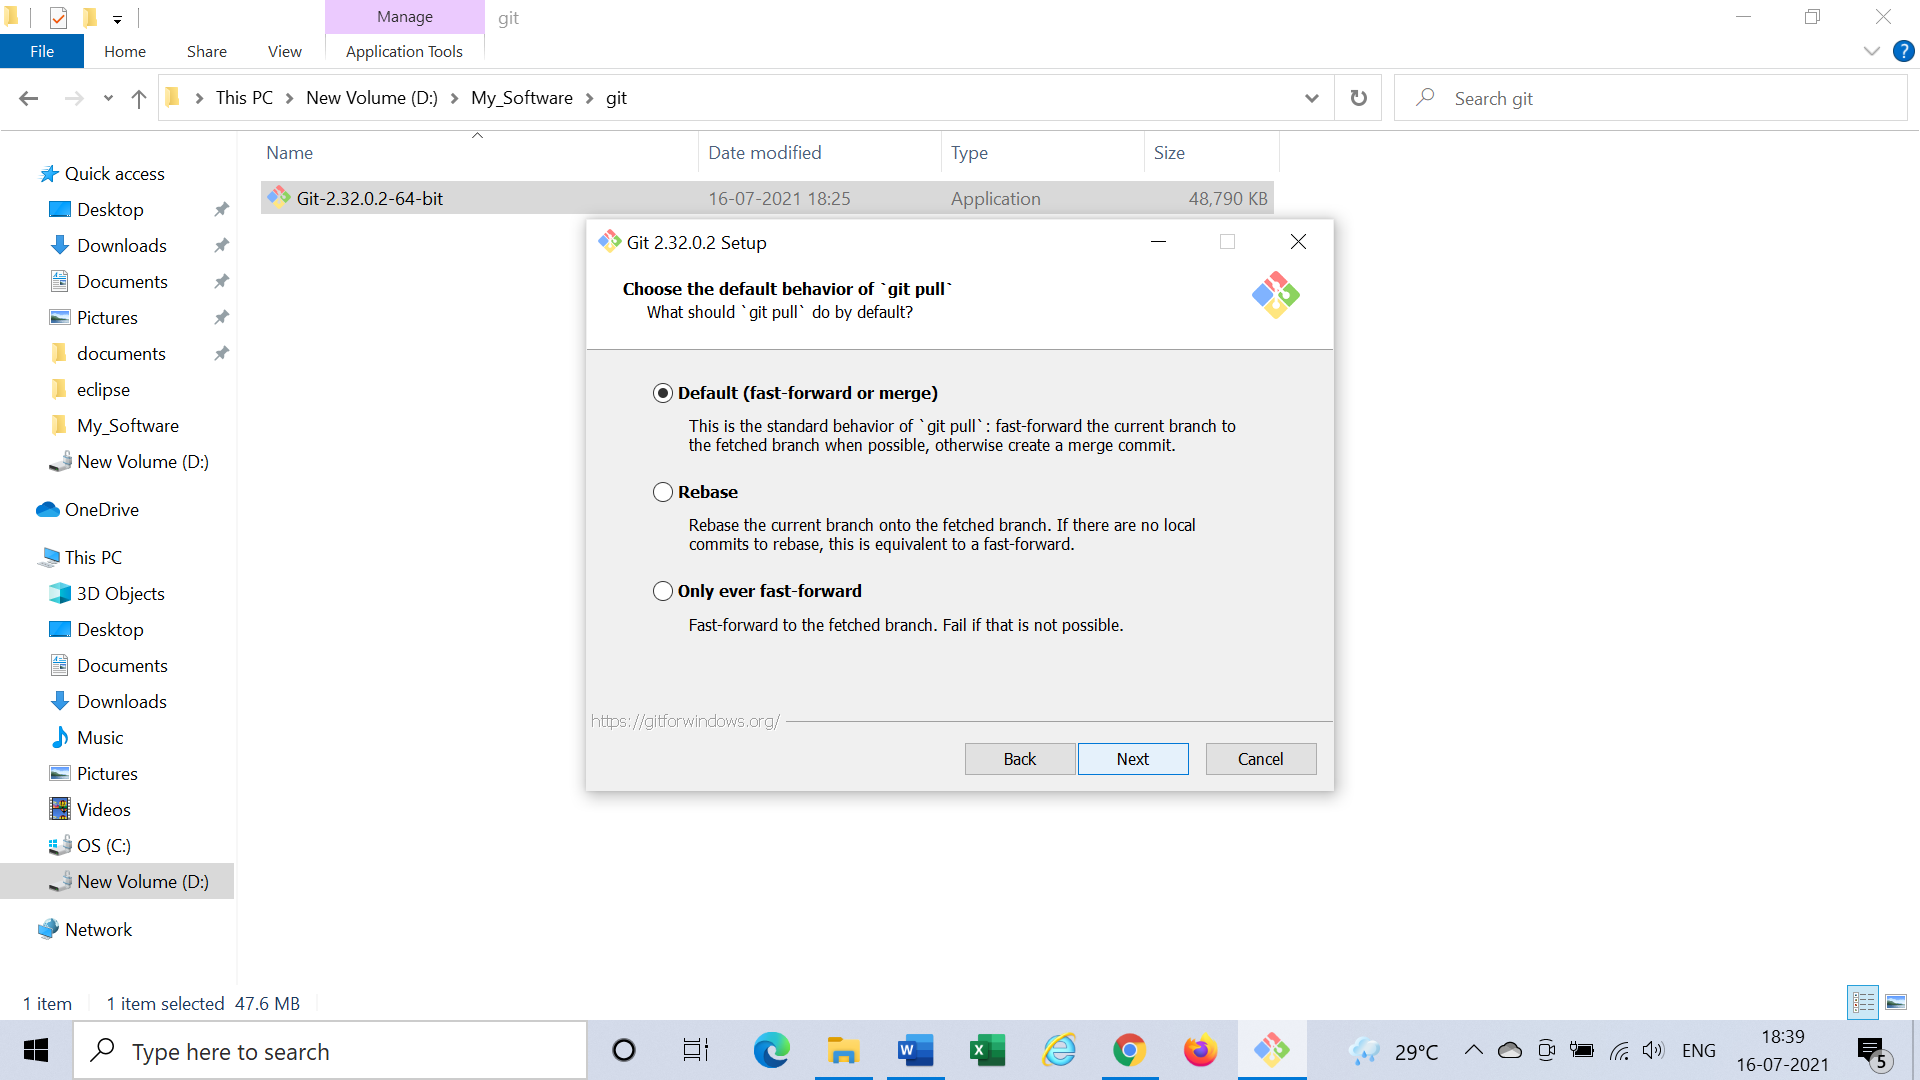 Manage
git
File
Home
Share
View
Application Tools
This PC
New Volume (D:)
My_Software
git
Search git
Name
Date modified
Type
Size
Git-2.32.0.2-64-bit
16-07-2021 18:25
Application
48,790 KB
Quick access
Desktop
Downloads
Documents
Pictures
documents
eclipse
My_Software
New Volume (D:)
OneDrive
This PC
3D Objects
Desktop
Documents
Downloads
Music
Pictures
Videos
OS (C:)
New Volume (D:)
Network
Git 2.32.0.2 Setup
Choose the default behavior of `git pull`
What should `git pull` do by default?
Default (fast-forward or merge)
This is the standard behavior of `git pull`: fast-forward the current branch to
the fetched branch when possible, otherwise create a merge commit.
Rebase
Rebase the current branch onto the fetched branch. If there are no local
commits to rebase, this is equivalent to a fast-forward.
Only ever fast-forward
Fast-forward to the fetched branch. Fail if that is not possible.
https://gitforwindows.org/
Back
Next
Cancel
1 item
1 item selected
47.6 MB
Type here to search
29°C
ENG
18:39
16-07-2021
5